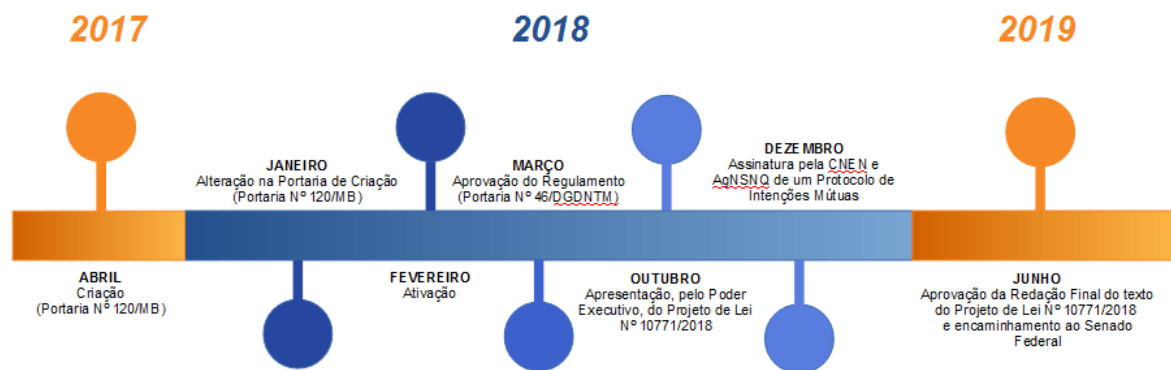 2017
2018
2019
JANEIRO
Alteração na Portaria de Criação
(Portaria Nº 120/MB)
MARÇO
Aprovação do Regulamento
(Portaria Nº 46/DGDNTM)
DEZEMBRO
Assinatura pela CNEN e
AgNSNQ de um Protocolo de
Intenções Mútuas
ABRIL
Criação
(Portaria Nº 120/MB)
FEVEREIRO
Ativação
OUTUBRO
Apresentação, pelo Poder
Executivo, do Projeto de Lei
Nº 10771/2018
JUNHO
Aprovação da Redação Final do texto
do Projeto de Lei Nº 10771/2018
e encaminhamento ao Senado
Federal